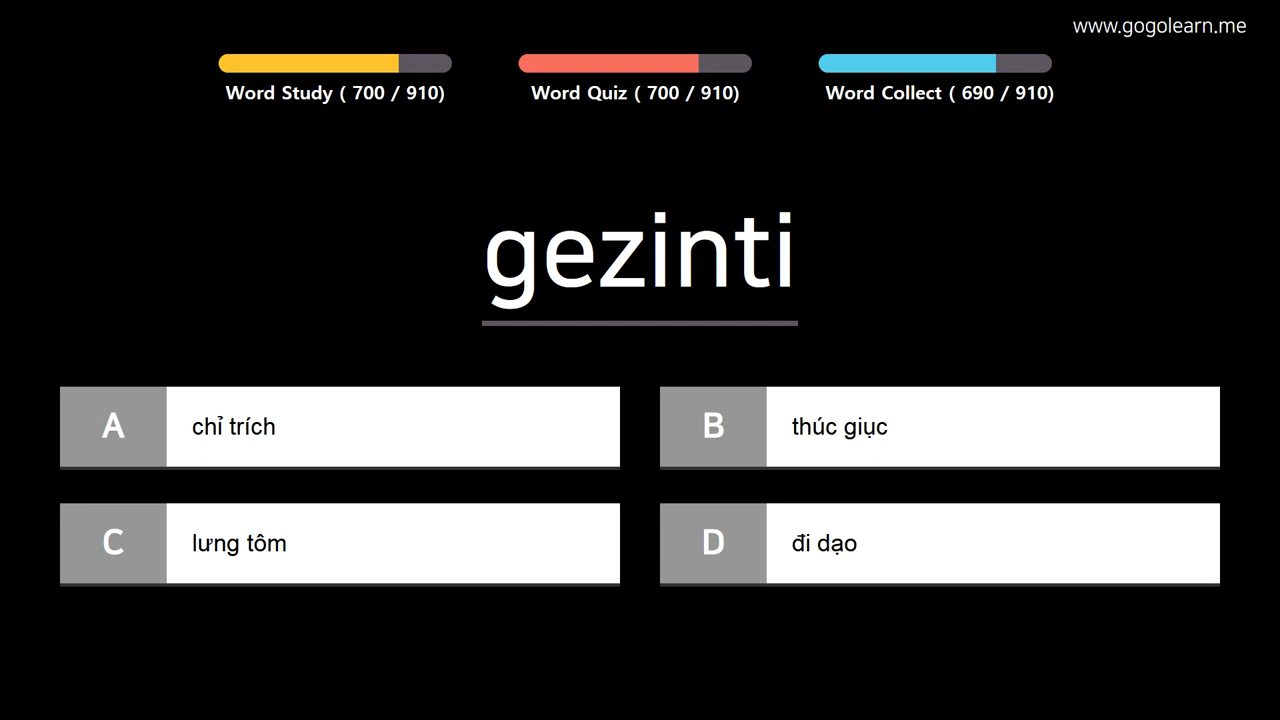 www.gogolearn.me
Word Study ( 700 / 910)
Word Quiz ( 700 / 910)
Word Collect ( 690 / 910)
gezinti
A chỉ trích
B thúc giục
C lưng tôm
D đi dạo